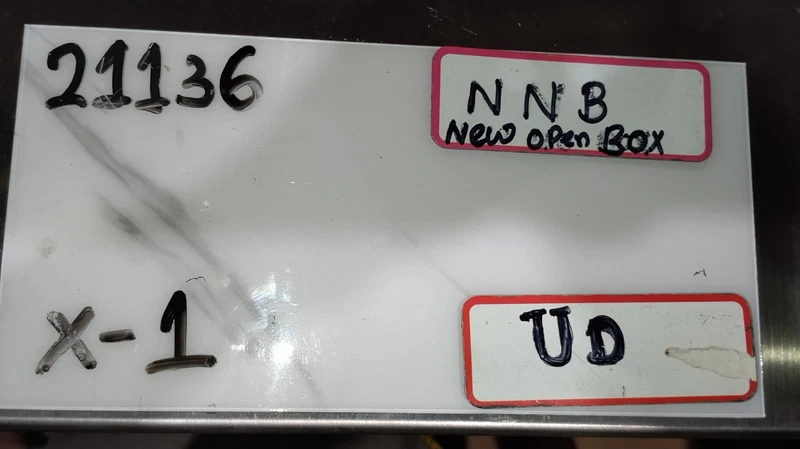 21136
NNB
New open Box
X-1
UD